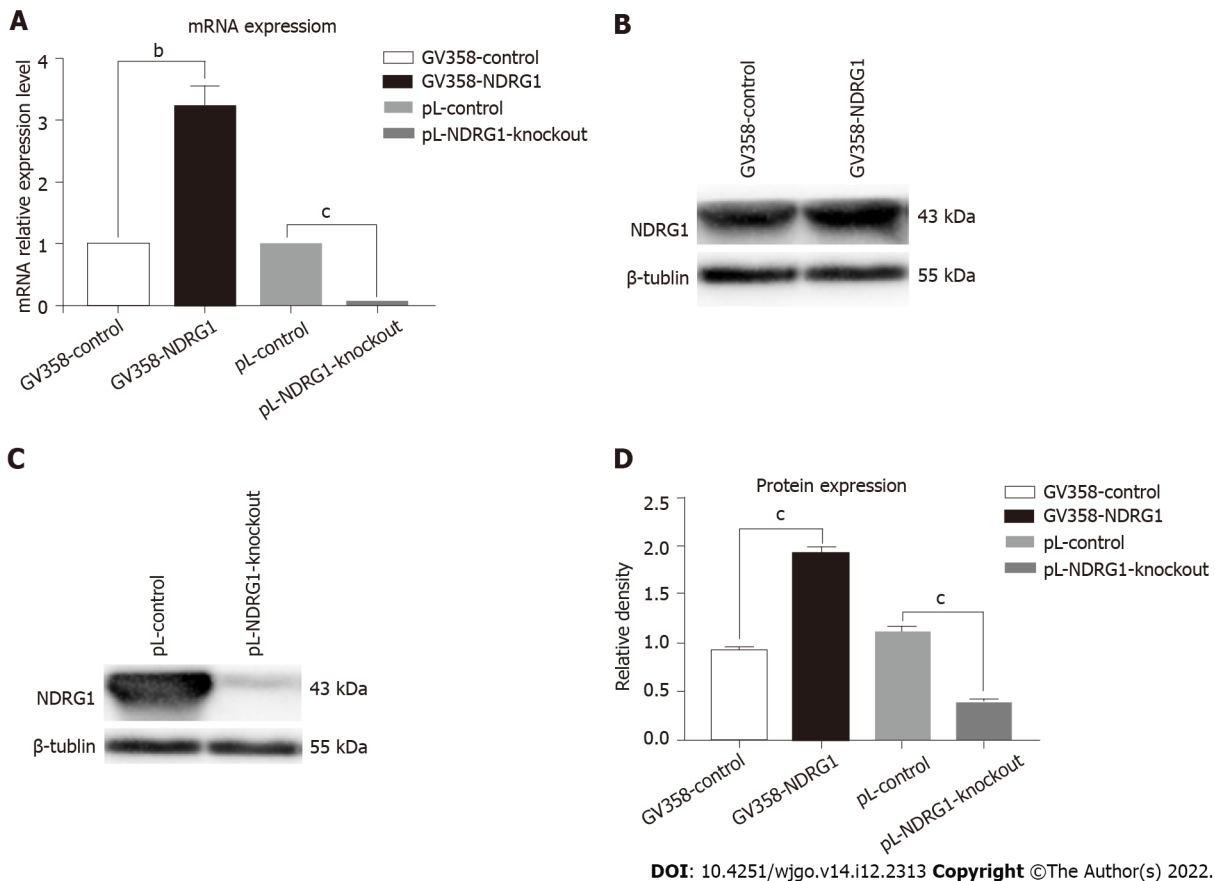 A
mRNA expressiom
mRNA relative expression level
4
3
2
1
0
b
c
GV358-control
GV358-NDRG1
pL-control
pL-NDRG1-knockout
GV358-control
GV358-NDRG1
pL-control
pL-NDRG1-knockout
B
GV358-control
GV358-NDRG1
NDRG1
43 kDa
β-tublin
55 kDa
C
pL-control
pL-NDRG1-knockout
NDRG1
43 kDa
β-tublin
55 kDa
D
Protein expression
Relative density
2.5
2.0
1.5
1.0
0.5
0.0
c
c
GV358-control
GV358-NDRG1
pL-control
pL-NDRG1-knockout
GV358-control
GV358-NDRG1
pL-control
pL-NDRG1-knockout
DOI: 10.4251/wjgo.v14.i12.2313 Copyright ©The Author(s) 2022.